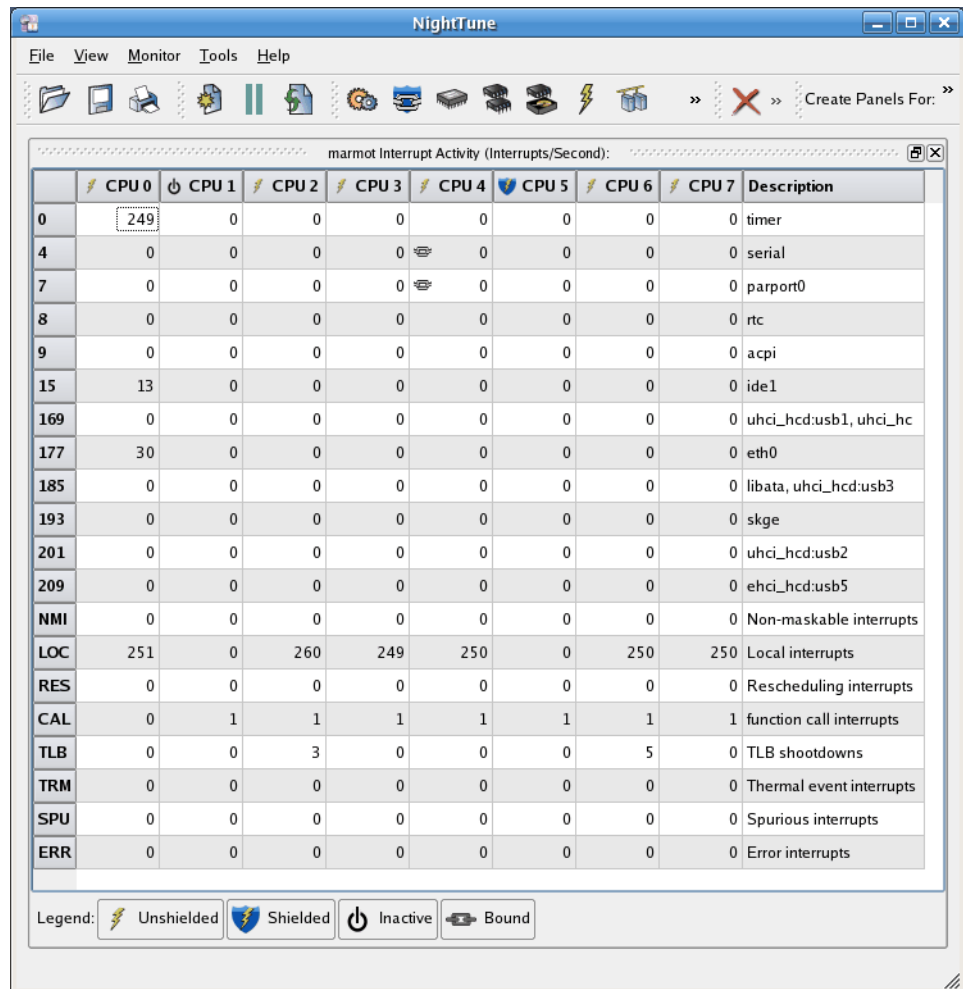 NightTune
File View Monitor Tools Help
» » Create Panels For: »
marmot Interrupt Activity (Interrupts/Second):
CPU 0 CPU 1 CPU 2 CPU 3 CPU 4 CPU 5 CPU 6 CPU 7 Description
0 249 0 0 0 0 0 0 0 timer
4 0 0 0 0 0 0 0 0 serial
7 0 0 0 0 0 0 0 0 parport0
8 0 0 0 0 0 0 0 0 rtc
9 0 0 0 0 0 0 0 0 acpi
15 13 0 0 0 0 0 0 0 ide1
169 0 0 0 0 0 0 0 0 uhci_hcd:usb1, uhci_hc
177 30 0 0 0 0 0 0 0 eth0
185 0 0 0 0 0 0 0 0 libata, uhci_hcd:usb3
193 0 0 0 0 0 0 0 0 skge
201 0 0 0 0 0 0 0 0 uhci_hcd:usb2
209 0 0 0 0 0 0 0 0 ehci_hcd:usb5
NMI 0 0 0 0 0 0 0 0 Non-maskable interrupts
LOC 251 0 260 249 250 0 250 250 Local interrupts
RES 0 0 0 0 0 0 0 0 Rescheduling interrupts
CAL 0 1 1 1 1 1 1 1 function call interrupts
TLB 0 0 3 0 0 0 5 0 TLB shootdowns
TRM 0 0 0 0 0 0 0 0 Thermal event interrupts
SPU 0 0 0 0 0 0 0 0 Spurious interrupts
ERR 0 0 0 0 0 0 0 0 Error interrupts
Legend: Unshielded Shielded Inactive Bound